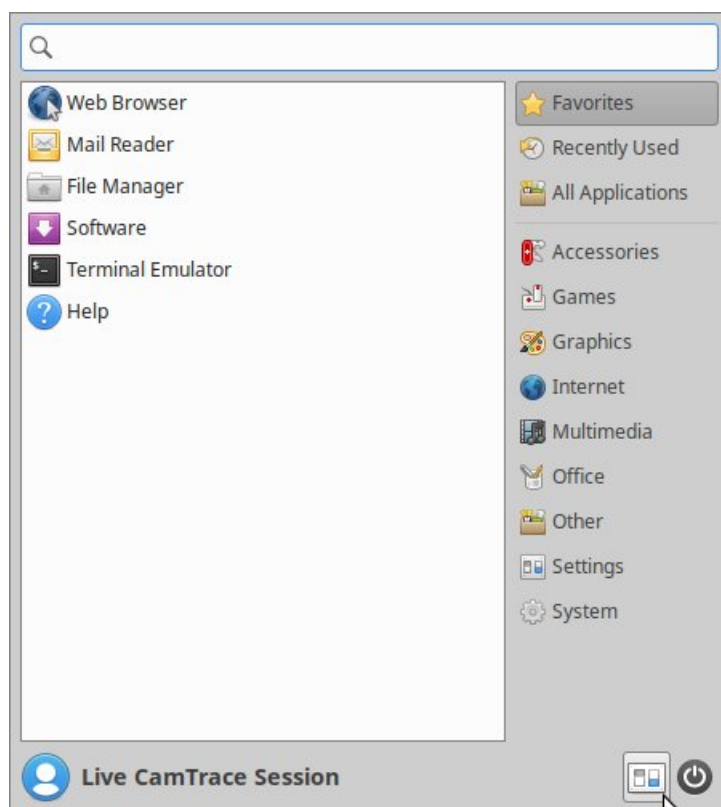 Web Browser
Mail Reader
File Manager
Software
Terminal Emulator
Help
Favorites
Recently Used
All Applications
Accessories
Games
Graphics
Internet
Multimedia
Office
Other
Settings
System
Live CamTrace Session